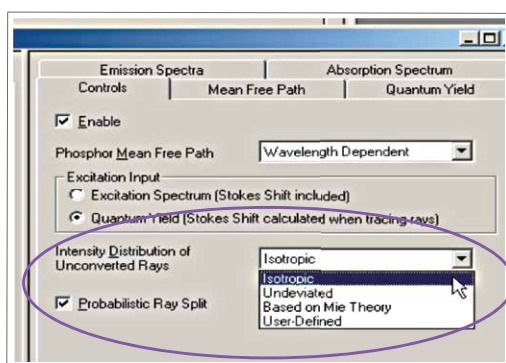 Emission Spectra Absorption Spectrum
Controls Mean Free Path Quantum Yield
Enable
Phosphor Mean Free Path Wavelength Dependent
Excitation Input
Excitation Spectrum (Stokes Shift included)
Quantum Yield (Stokes Shift calculated when tracing rays)
Intensity Distribution of Isotropic
Unconverted Rays
Isotropic
Undeviated
Probabilistic Ray Split Based on Mie Theory
User-Defined